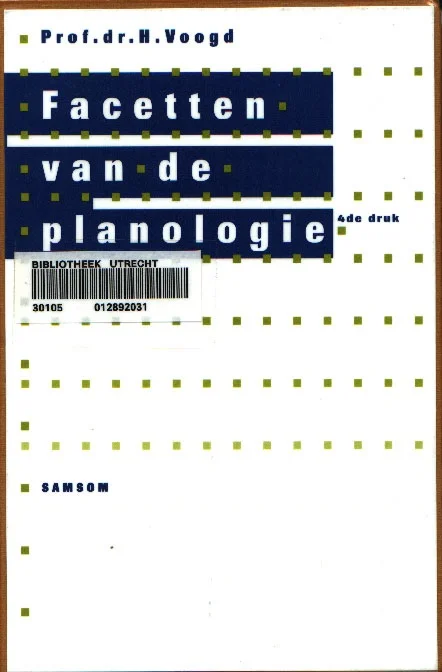 Prof.dr.H.Voogd
Facetten
van de
planologie
4de druk
BIBLIOTHEEK UTRECHT
30105 012892031
SAMSOM